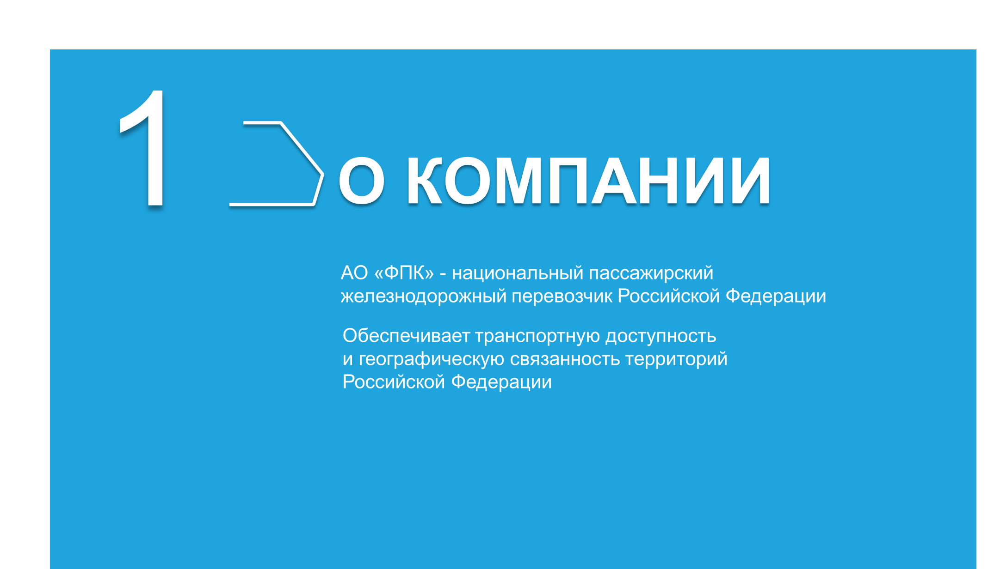 1
О КОМПАНИИ
АО «ФПК» - национальный пассажирский
железнодорожный перевозчик Российской Федерации
Обеспечивает транспортную доступность
и географическую связанность территорий
Российской Федерации